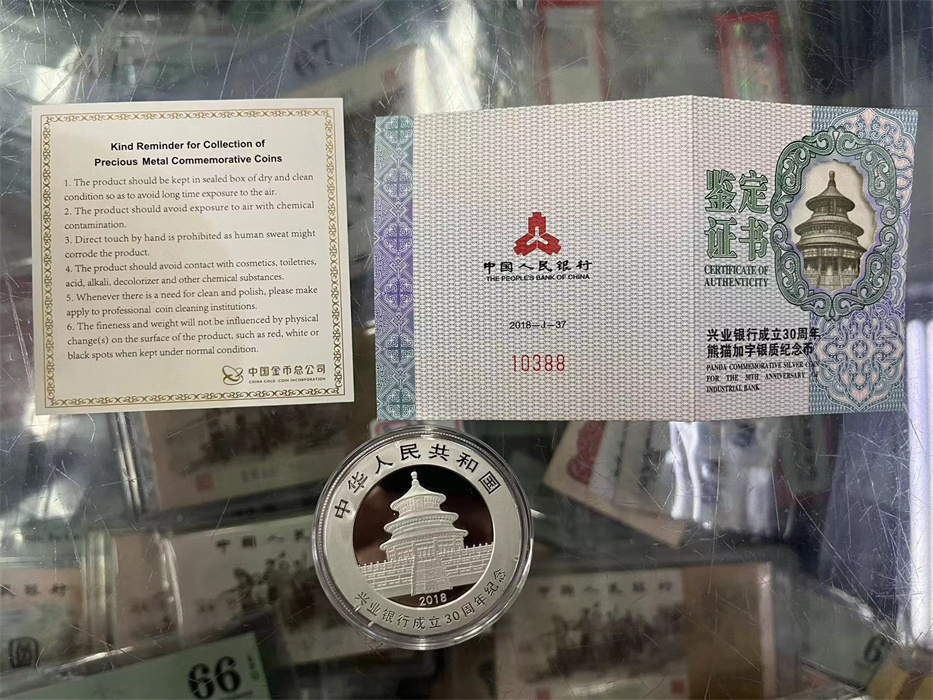 Kind Reminder for Collection of
Precious Metal Commemorative Coins
1. The product should be kept in sealed box of dry and clean
condition so as to avoid long time exposure to the air.
2. The product should avoid exposure to air with chemical
contamination.
3. Direct touch by hand is prohibited as human sweat might
corrode the product.
4. The product should avoid contact with cosmetics, toiletries,
acid, alkali, decolorizer and other chemical substances.
5. Whenever there is a need for clean and polish, please make
apply to professional coin cleaning institutions.
6. The fineness and weight will not be influenced by physical
change(s) on the surface of the product, such as red, white or
black spots when kept under normal condition.
中国金币总公司
CHINA GOLD COIN INCORPORATION
中国人民银行
THE PEOPLE'S BANK OF CHINA
2018—J—37
10388
鉴定
证书
CERTIFICATE OF
AUTHENTICITY
兴业银行成立30周年
熊猫加字银质纪念币
PANDA COMMEMORATIVE SILVER COIN
FOR THE 30TH ANNIVERSARY
INDUSTRIAL BANK
中华人民共和国
2018
兴业银行成立30周年纪念
中国人民
中国人民银行
66